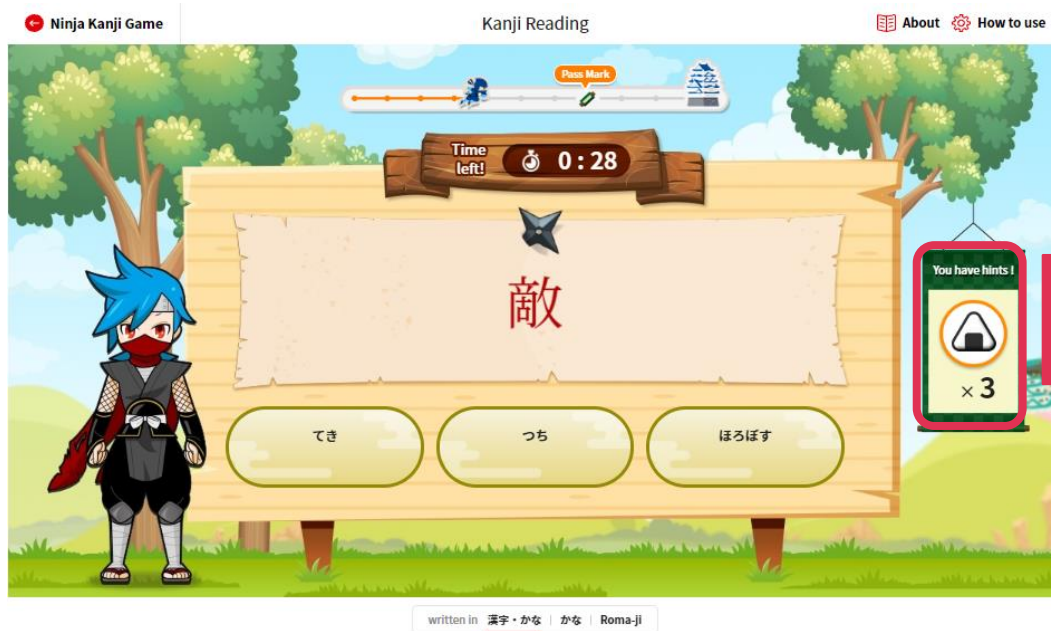 Ninja Kanji Game
Kanji Reading
About
How to use
Pass Mark
Time
left!
0:28
敵
You have hints !
× 3
てき
つち
ほろぼす
written in 漢字・かな | かな | Roma-ji